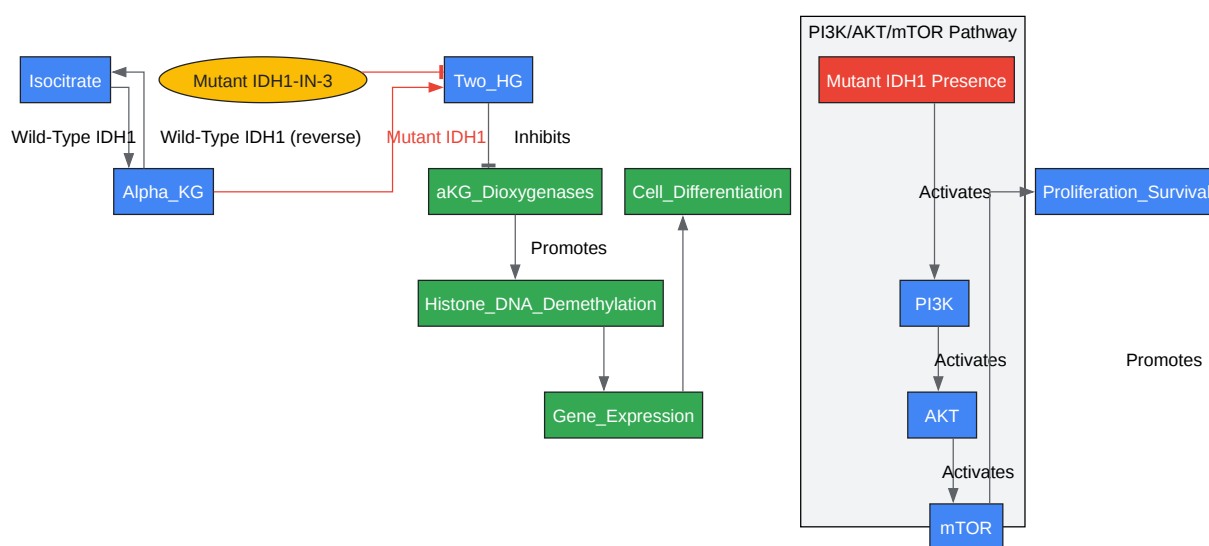 PI3K/AKT/mTOR Pathway
Isocitrate
Mutant IDH1-IN-3
Two_HG
Mutant IDH1 Presence
Wild-Type IDH1
Wild-Type IDH1 (reverse)
Mutant IDH1
Inhibits
Alpha_KG
aKG_Dioxygenases
Cell_Differentiation
Activates
Proliferation_Survival
Promotes
Histone_DNA_Demethylation
PI3K
Activates
Promotes
Gene_Expression
AKT
Activates
mTOR